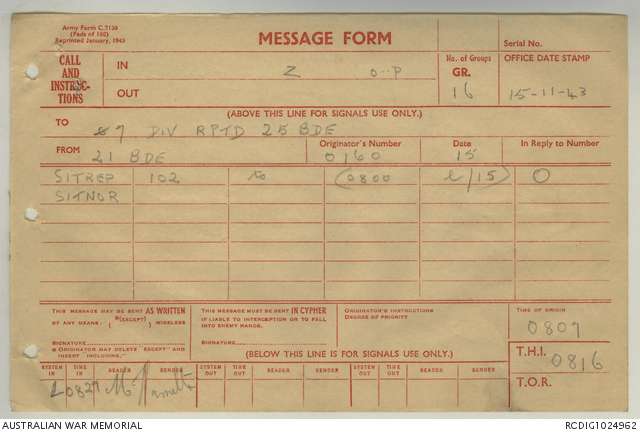 Army Form C.2136
(Pads of 100)
Reprinted January, 1943
MESSAGE FORM
Serial No.
CALL AND INSTRUC-TIONS
IN
Z O--P
No. of Groups
GR.
16
OFFICE DATE STAMP
15-11-43
OUT
(ABOVE THIS LINE FOR SIGNALS USE ONLY.)
TO 7 DIV RPTD 25 BDE
FROM 21 BDE
Originator's Number
0160
Date
15
In Reply to Number
SITREP 102 to (0800 L/15) O
SITNOR
THIS MESSAGE MAY BE SENT AS WRITTEN
BY ANY MEANS. *(EXCEPT) WIRELESS
SIGNATURE
* ORIGINATOR MAY DELETE "EXCEPT" AND
INSERT INCLUDING."
THIS MESSAGE MUST BE SENT IN CYPHER
IF LIABLE TO INTERCEPTION OR TO FALL
INTO ENEMY HANDS.
SIGNATURE
ORIGINATOR'S INSTRUCTIONS
DEGREE OF PRIORITY
TIME OF ORIGIN
0807
(BELOW THIS LINE IS FOR SIGNALS USE ONLY.)
T.H.I. 0816
T.O.R.
SYSTEM IN TIME IN READER SENDER SYSTEM OUT TIME OUT READER SENDER SYSTEM OUT TIME OUT READER SENDER
L 0827
AUSTRALIAN WAR MEMORIAL
RCDIG1024962